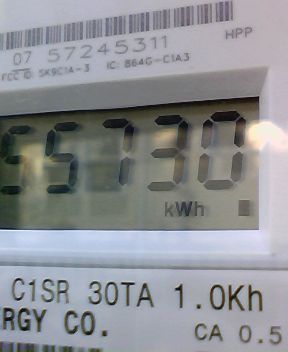 HPP
07 57245311
FCC ID: SK9C1A-3 IC: 864G-C1A3
55730
kWh
C1SR 30TA 1.0Kh
RGY CO. CA 0.5